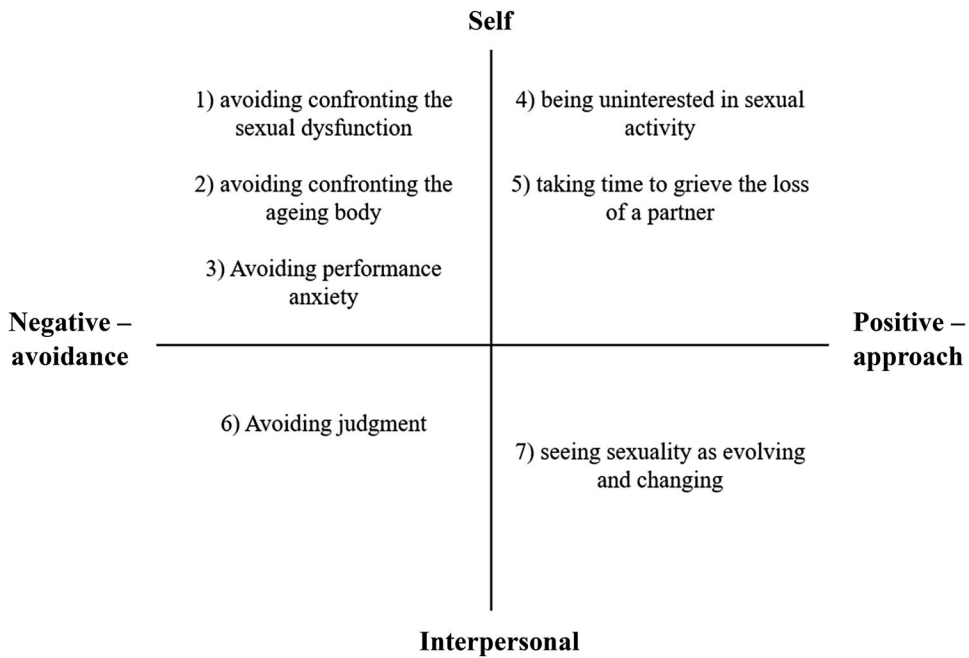 Self
1) avoiding confronting the
sexual dysfunction
2) avoiding confronting the
ageing body
3) Avoiding performance
anxiety
4) being uninterested in sexual
activity
5) taking time to grieve the loss
of a partner
Negative –
avoidance
Positive –
approach
6) Avoiding judgment
7) seeing sexuality as evolving
and changing
Interpersonal